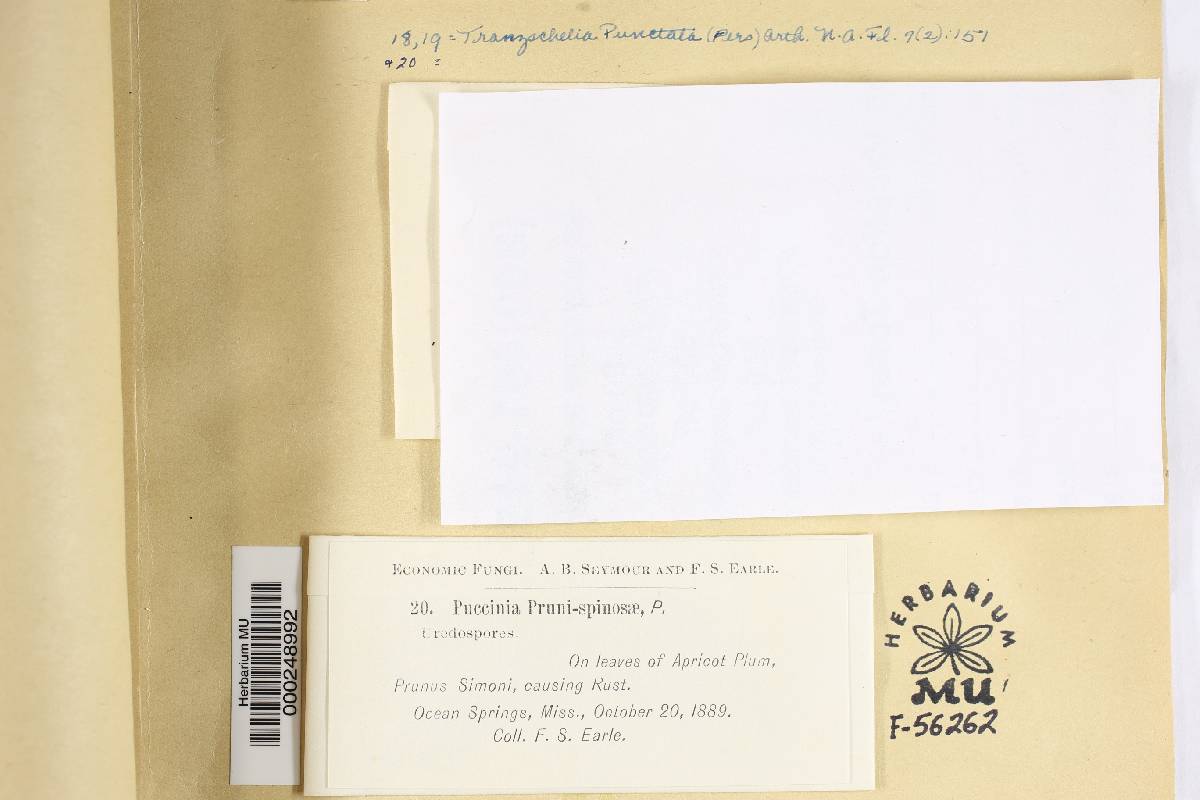 18,19 = Tranzschelia Punctata (Pers) Arth. N.A. Fl. 7(2):151
& 20 =
Economic Fungi. A. B. Seymour and F. S. Earle.
20. Puccinia Pruni-spinosæ, P.
Uredospores.
On leaves of Apricot Plum,
Prunus Simoni, causing Rust.
Ocean Springs, Miss., October 20, 1889.
Coll. F. S. Earle.
Herbarium MU
000248992
HERBARIUM
MU
F-56262